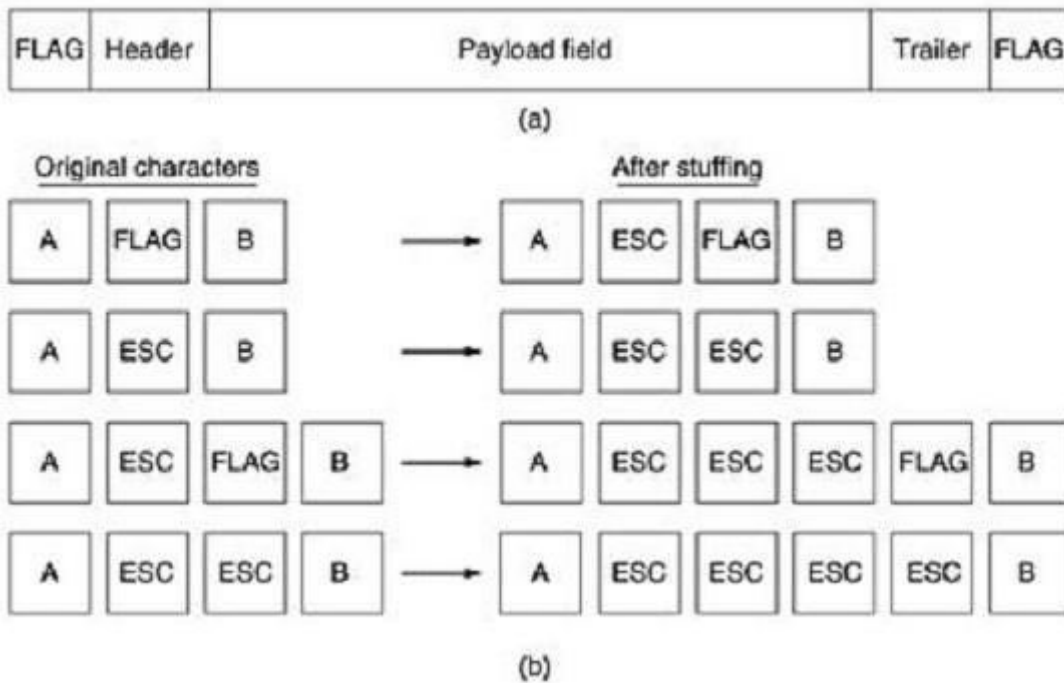 FLAG Header Payload field Trailer FLAG
(a)
Original characters After stuffing
A FLAG B A ESC FLAG B
A ESC B A ESC ESC B
A ESC FLAG B A ESC ESC ESC FLAG B
A ESC ESC B A ESC ESC ESC ESC B
(b)